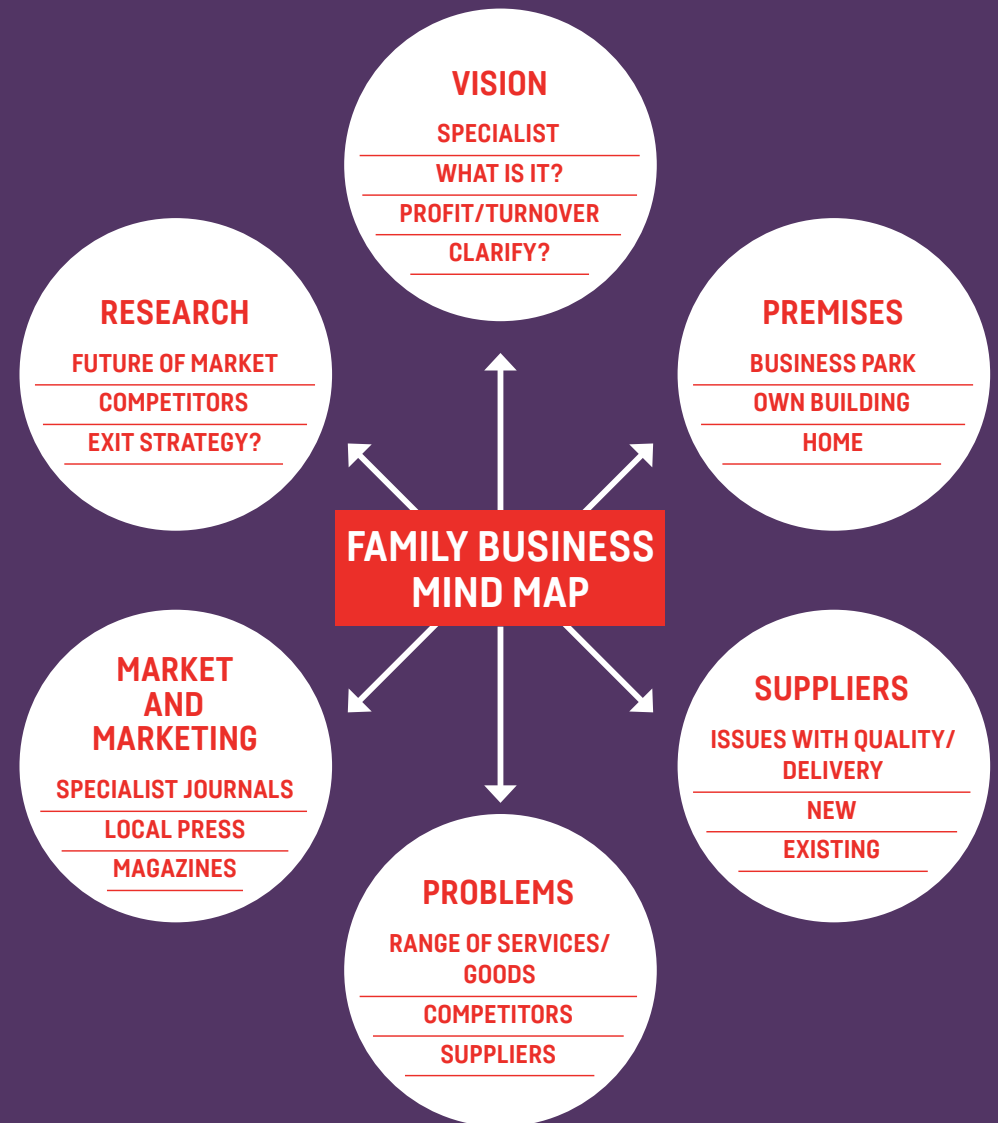 VISION
SPECIALIST
WHAT IS IT?
PROFIT/TURNOVER
CLARIFY?
RESEARCH
FUTURE OF MARKET
COMPETITORS
EXIT STRATEGY?
PREMISES
BUSINESS PARK
OWN BUILDING
HOME
FAMILY BUSINESS
MIND MAP
MARKET
AND
MARKETING
SPECIALIST JOURNALS
LOCAL PRESS
MAGAZINES
SUPPLIERS
ISSUES WITH QUALITY/
DELIVERY
NEW
EXISTING
PROBLEMS
RANGE OF SERVICES/
GOODS
COMPETITORS
SUPPLIERS